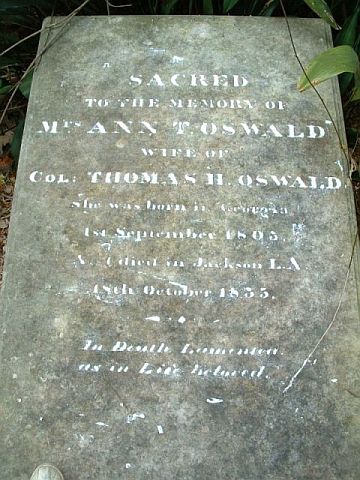 SACRED
TO THE MEMORY OF
Mrs ANN T. OSWALD
WIFE OF
COL: THOMAS H. OSWALD.
She was born in Georgia
1st September 1805.
And died in Jackson L.A
18th October 1835.
In Death Lamented.
as in Life beloved.